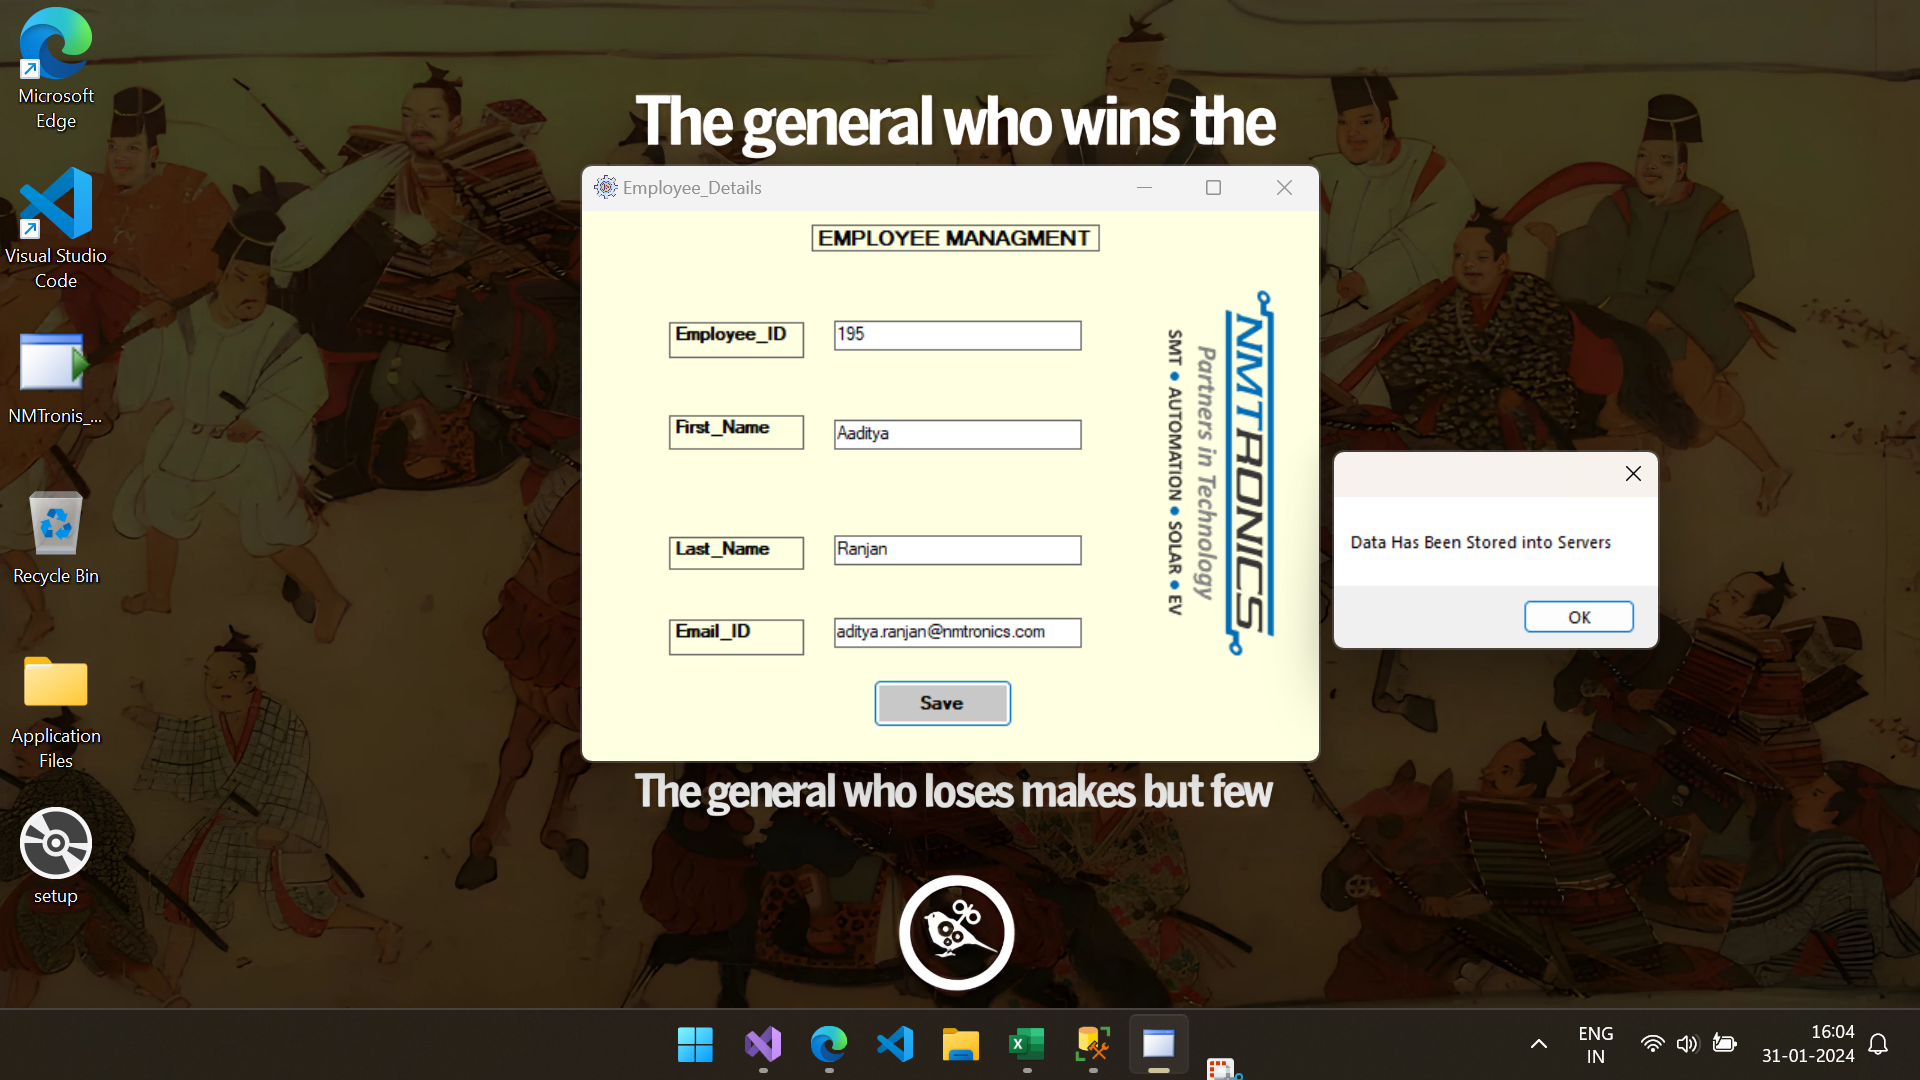 Microsoft
Edge
Visual Studio
Code
NMTronis_...
Recycle Bin
Application
Files
setup
The general who wins the
Employee_Details
EMPLOYEE MANAGMENT
Employee_ID
195
First_Name
Aaditya
Last_Name
Ranjan
Email_ID
aditya.ranjan@nmtronics.com
Save
NMTRONICS
Partners in Technology
SMT • AUTOMATION • SOLAR • EV
Data Has Been Stored into Servers
OK
The general who loses makes but few
ENG
IN
16:04
31-01-2024